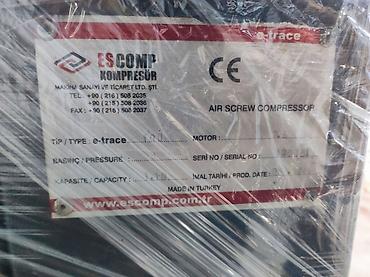 e-trace
ESCOMP
KOMPRESÖR
MAKİNA SANAYİ VE TİCARET LTD. ŞTİ.
TEL : +90 ( 216 ) 508 2035
+90 ( 216 ) 508 2036
FAX : +90 ( 216 ) 508 2037
CE
AIR SCREW COMPRESSOR
TİP / TYPE : e-trace
MOTOR
BASINÇ / PRESSURE :
SERİ NO / SERIAL NO :
KAPASİTE / CAPACITY :
İMAL TARİHİ / PROD. DATE :
MADE IN TURKEY
www.escomp.com.tr